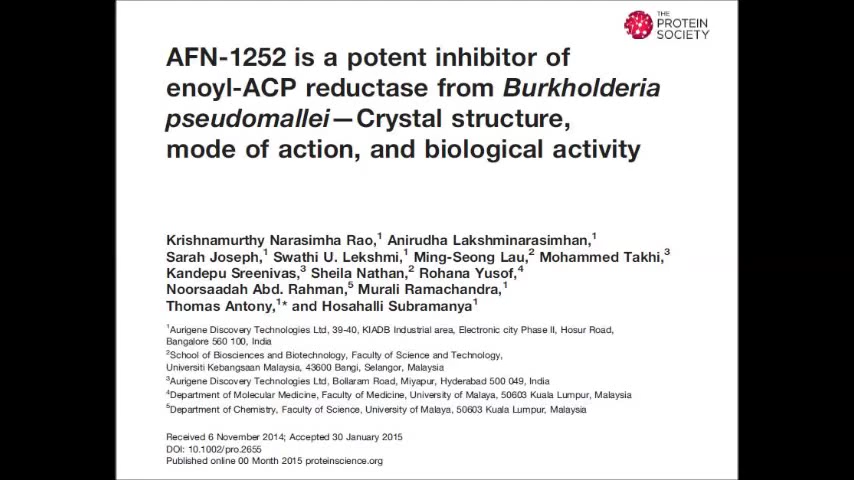 THE
PROTEIN
SOCIETY
AFN-1252 is a potent inhibitor of
enoyl-ACP reductase from Burkholderia
pseudomallei—Crystal structure,
mode of action, and biological activity
Krishnamurthy Narasimha Rao,1 Anirudha Lakshminarasimhan,1
Sarah Joseph,1 Swathi U. Lekshmi,1 Ming-Seong Lau,2 Mohammed Takhi,3
Kandepu Sreenivas,3 Sheila Nathan,2 Rohana Yusof,4
Noorsaadah Abd. Rahman,5 Murali Ramachandra,1
Thomas Antony,1* and Hosahalli Subramanya1
1Aurigene Discovery Technologies Ltd, 39-40, KIADB Industrial area, Electronic city Phase II, Hosur Road,
Bangalore 560 100, India
2School of Biosciences and Biotechnology, Faculty of Science and Technology,
Universiti Kebangsaan Malaysia, 43600 Bangi, Selangor, Malaysia
3Aurigene Discovery Technologies Ltd, Bollaram Road, Miyapur, Hyderabad 500 049, India
4Department of Molecular Medicine, Faculty of Medicine, University of Malaya, 50603 Kuala Lumpur, Malaysia
5Department of Chemistry, Faculty of Science, University of Malaya, 50603 Kuala Lumpur, Malaysia
Received 6 November 2014; Accepted 30 January 2015
DOI: 10.1002/pro.2655
Published online 00 Month 2015 proteinscience.org